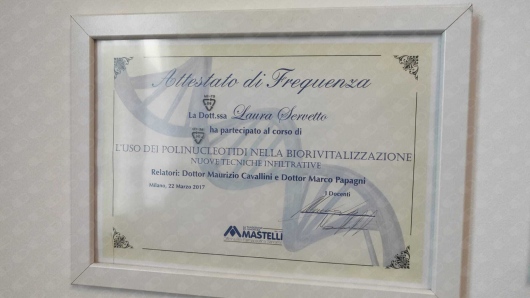 Attestato di Frequenza
La Dott.ssa Laura Servetto
ha partecipato al corso di
L'USO DEI POLINUCLEOTIDI NELLA BIORIVITALIZZAZIONE
NUOVE TECNICHE INFILTRATIVE
Relatori: Dottor Maurizio Cavallini e Dottor Marco Papagni
Milano, 22 Marzo 2017
I Docenti
MASTELLI